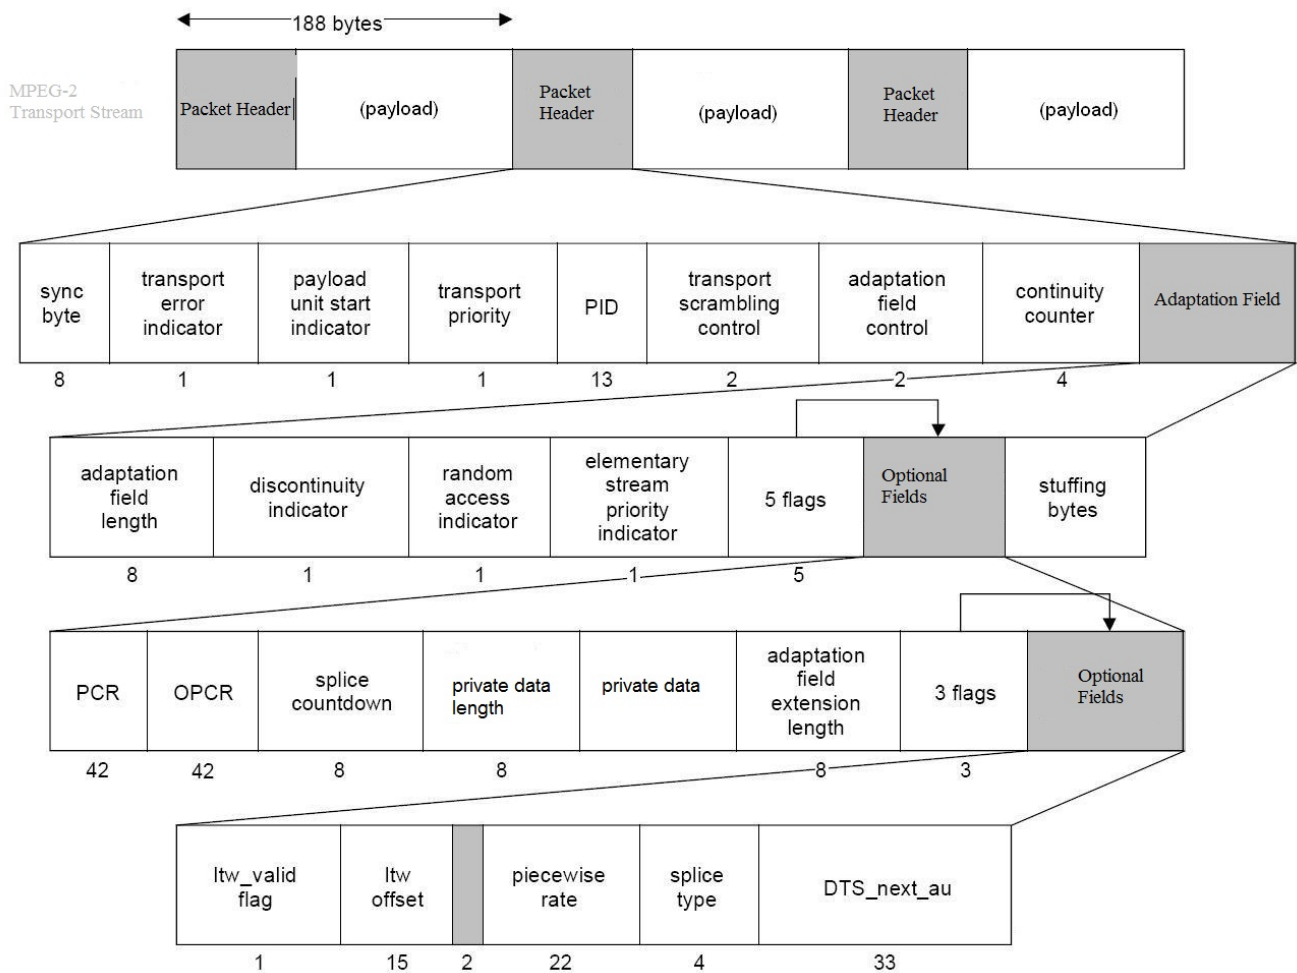 188 bytes
MPEG-2
Transport Stream
Packet Header
(payload)
Packet
Header
(payload)
Packet
Header
(payload)
sync
byte
transport
error
indicator
payload
unit start
indicator
transport
priority
PID
transport
scrambling
control
adaptation
field
control
continuity
counter
Adaptation Field
8
1
1
1
13
2
2
4
adaptation
field
length
discontinuity
indicator
random
access
indicator
elementary
stream
priority
indicator
5 flags
Optional
Fields
stuffing
bytes
8
1
1
1
5
PCR
OPCR
splice
countdown
private data
length
private data
adaptation
field
extension
length
3 flags
Optional
Fields
42
42
8
8
8
3
ltw_valid
flag
ltw
offset
piecewise
rate
splice
type
DTS_next_au
1
15
2
22
4
33